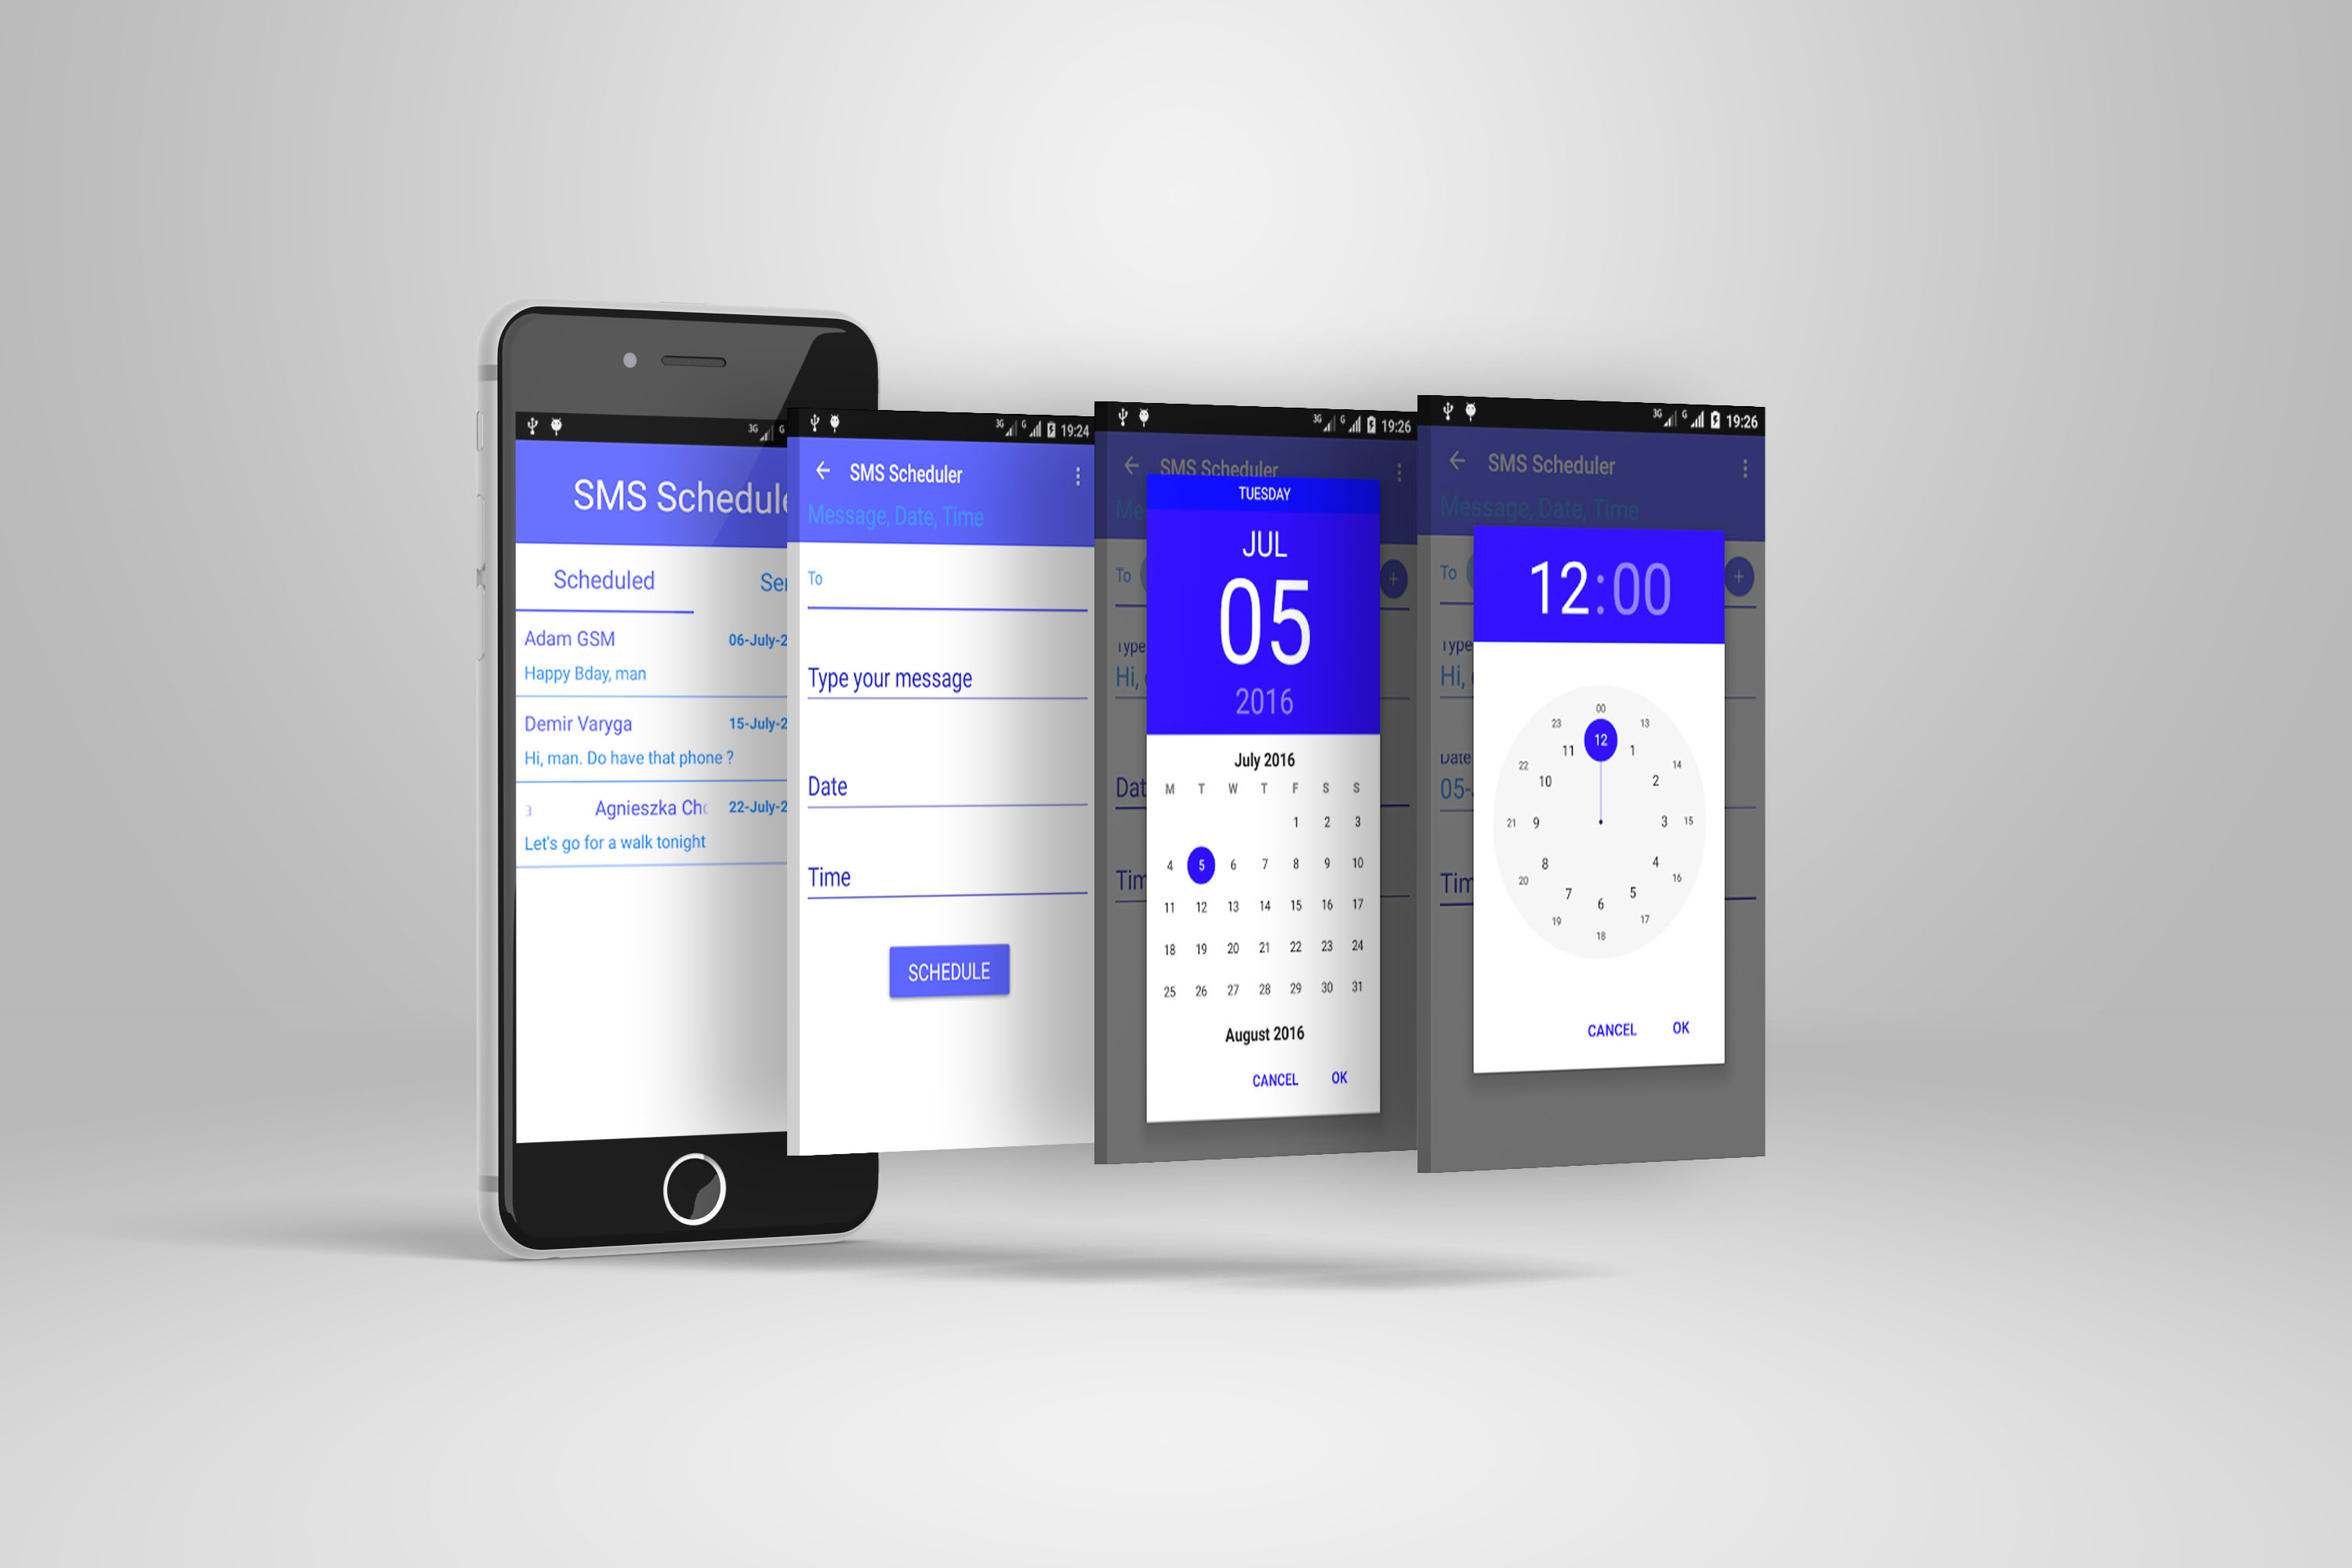 3G G
SMS Schedule
Scheduled
Adam GSM 06-July-2
Happy Bday, man
Demir Varyga 15-July-2
Hi, man. Do have that phone ?
a Agnieszka Cho 22-July-2
Let's go for a walk tonight
3G G 19:24
SMS Scheduler
Message, Date, Time
To
Type your message
Date
Time
SCHEDULE
3G G 19:26
SMS Scheduler
Me
To +
Type
Hi,
Dat
Tim
TUESDAY
JUL
05
2016
July 2016
M T W T F S S
1 2 3
4 5 6 7 8 9 10
11 12 13 14 15 16 17
18 19 20 21 22 23 24
25 26 27 28 29 30 31
August 2016
CANCEL OK
3G G 19:26
SMS Scheduler
Message, Date, Time
To +
Type
Hi,
Date
05-
Tim
12:00
00
23 13
12
11 1
22 14
10 2
21 9 3 15
8 4
20 16
7 5
6
19 17
18
CANCEL OK